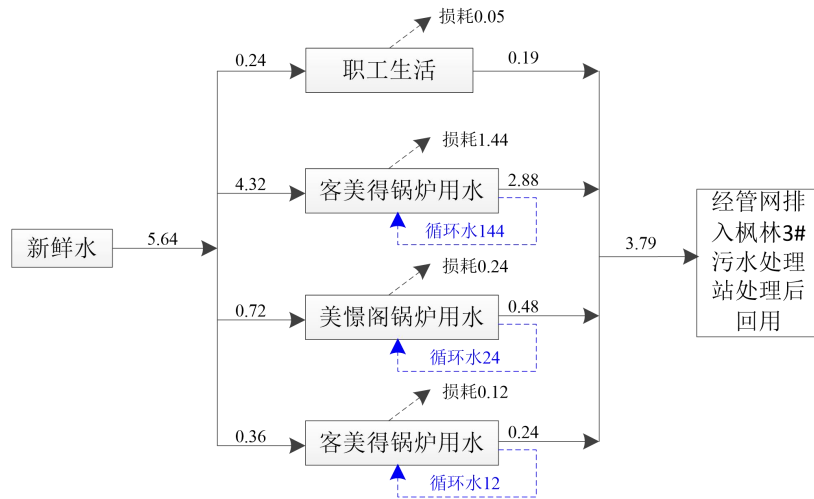 损耗0.05
0.24
职工生活
0.19
损耗1.44
4.32
客美得锅炉用水
2.88
循环水144
新鲜水
5.64
损耗0.24
0.72
美憬阁锅炉用水
0.48
循环水24
损耗0.12
0.36
客美得锅炉用水
0.24
循环水12
3.79
经管网排
入枫林3#
污水处理
站处理后
回用